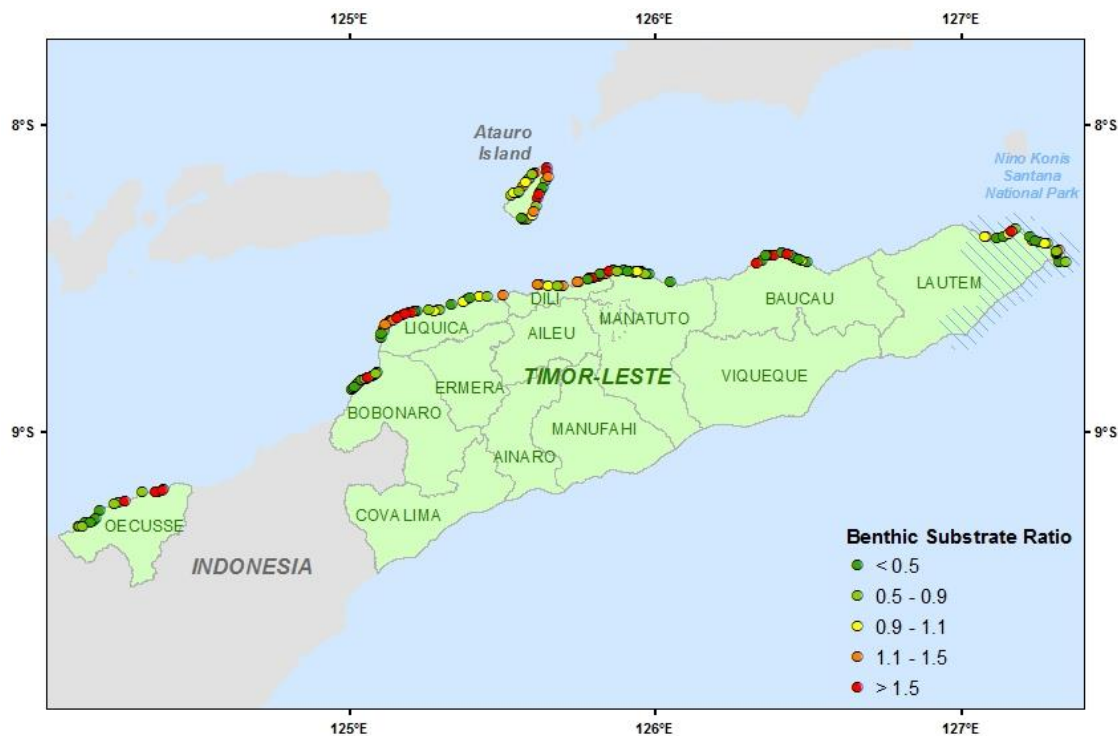 125°E
126°E
127°E
8°S
8°S
Atauro
Island
Nino Konis
Santana
National Park
LAUTEM
DILI
BAUCAU
LIQUICA
MANATUTO
AILEU
TIMOR-LESTE
VIQUEQUE
ERMERA
BOBONARO
MANUFAHI
9°S
9°S
AINARO
COVALIMA
OECUSSE
INDONESIA
Benthic Substrate Ratio
< 0.5
0.5 - 0.9
0.9 - 1.1
1.1 - 1.5
> 1.5
125°E
126°E
127°E